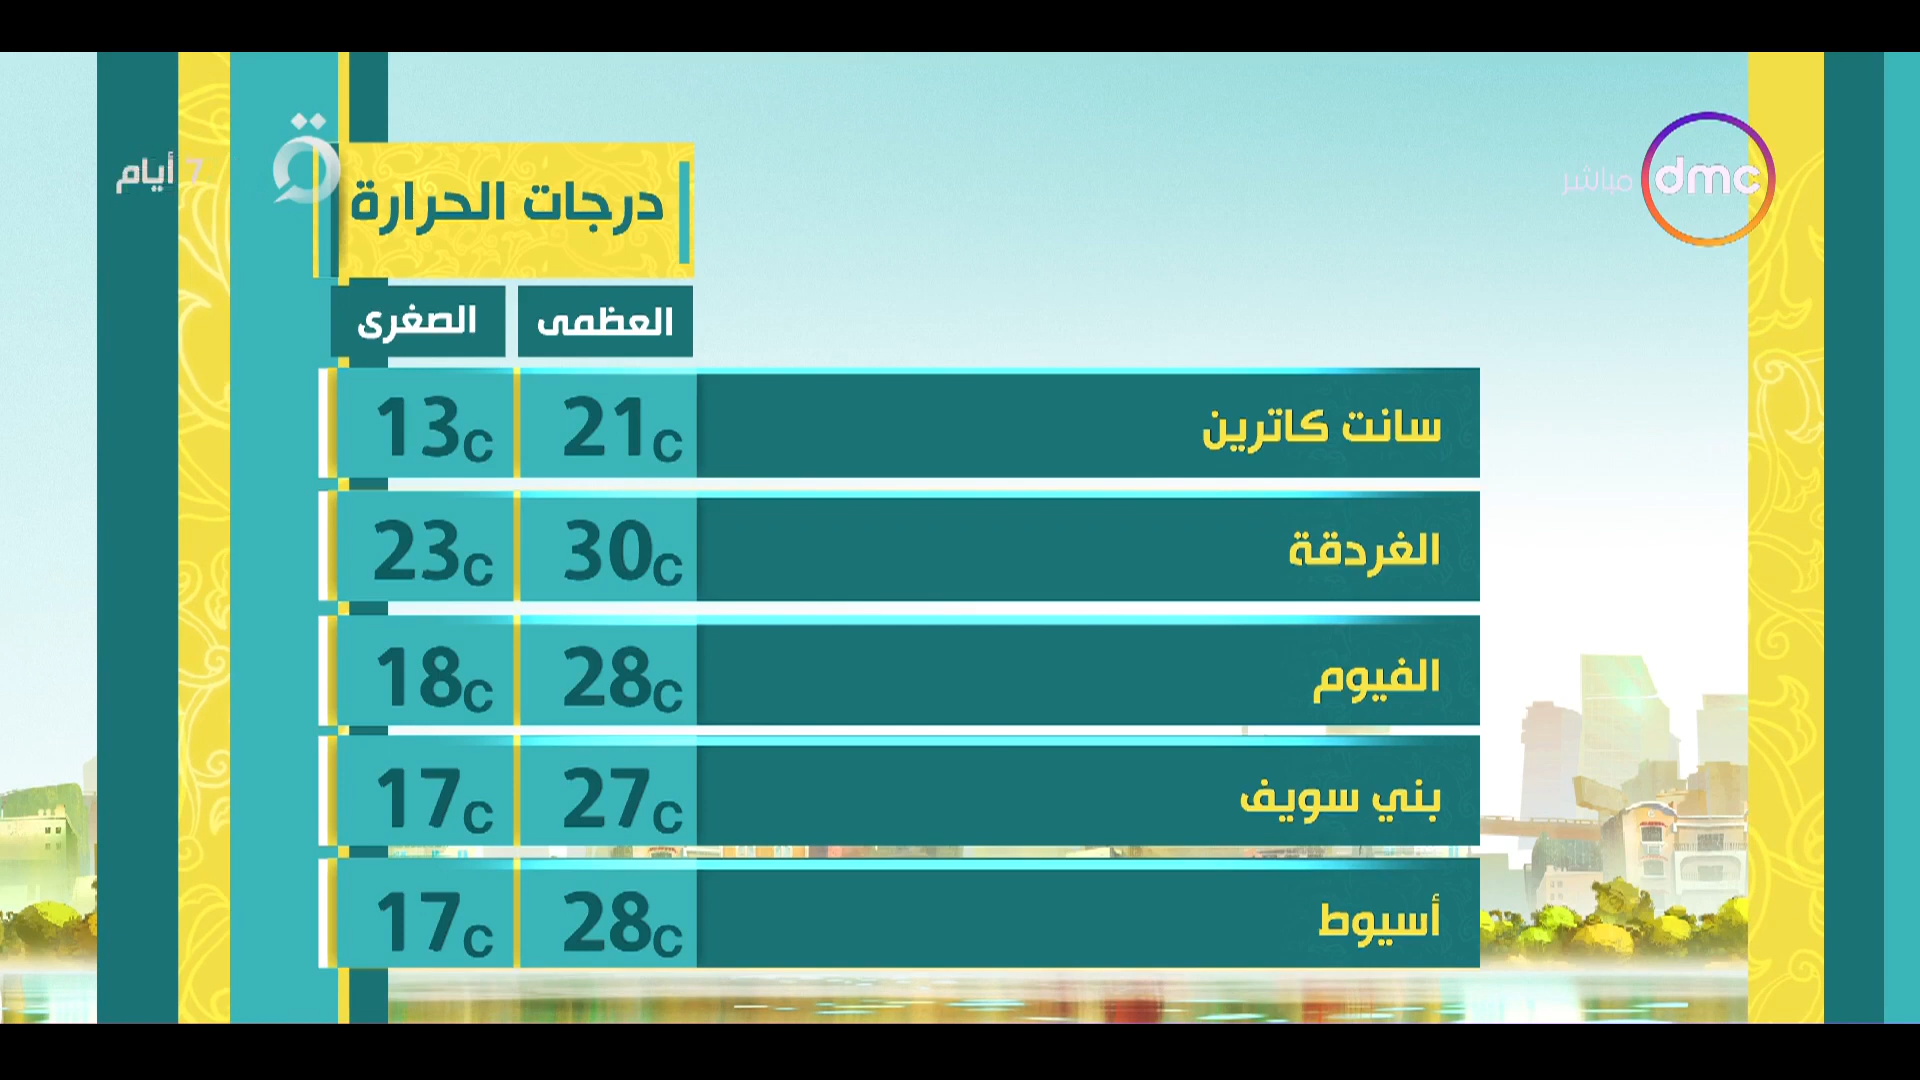 مباشر dmc
7 أيام
درجات الحرارة
العظمى الصغرى
سانت كاترين 21c 13c
الغردقة 30c 23c
الفيوم 28c 18c
بني سويف 27c 17c
أسيوط 28c 17c